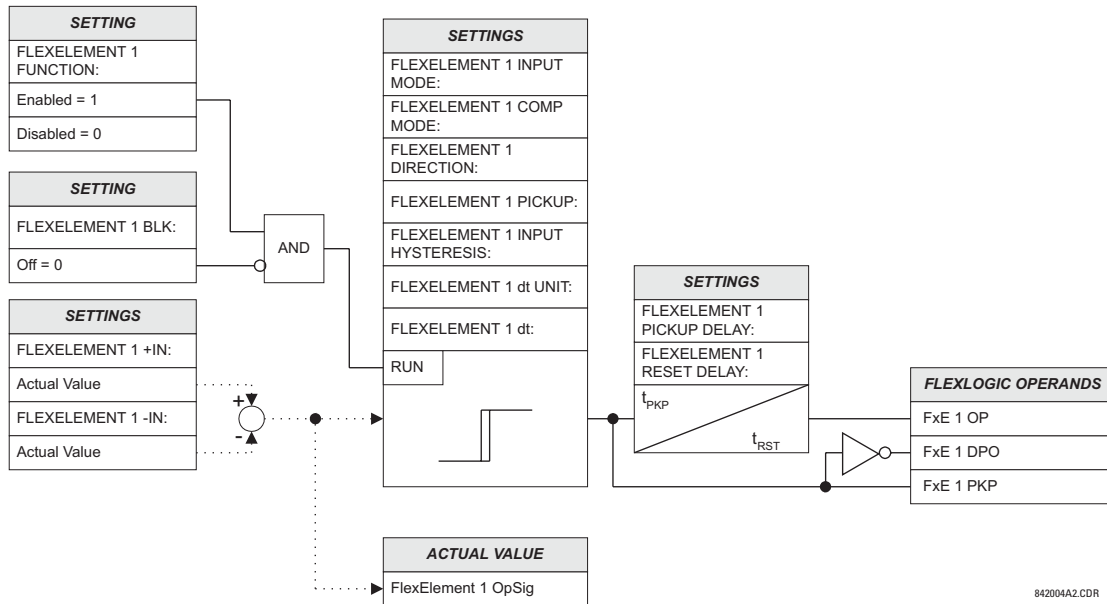 SETTING
FLEXELEMENT 1
FUNCTION:
Enabled = 1
Disabled = 0
SETTING
FLEXELEMENT 1 BLK:
Off = 0
SETTINGS
FLEXELEMENT 1 +IN:
Actual Value
FLEXELEMENT 1 -IN:
Actual Value
+
-
AND
SETTINGS
FLEXELEMENT 1 INPUT
MODE:
FLEXELEMENT 1 COMP
MODE:
FLEXELEMENT 1
DIRECTION:
FLEXELEMENT 1 PICKUP:
FLEXELEMENT 1 INPUT
HYSTERESIS:
FLEXELEMENT 1 dt UNIT:
FLEXELEMENT 1 dt:
RUN
SETTINGS
FLEXELEMENT 1
PICKUP DELAY:
FLEXELEMENT 1
RESET DELAY:
tPKP
tRST
FLEXLOGIC OPERANDS
FxE 1 OP
FxE 1 DPO
FxE 1 PKP
ACTUAL VALUE
FlexElement 1 OpSig
842004A2.CDR